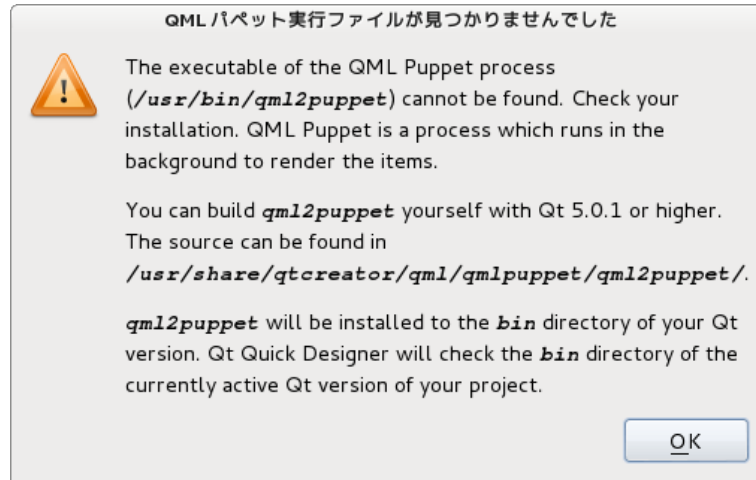 QMLパペット実行ファイルが見つかりませんでした
The executable of the QML Puppet process
(/usr/bin/qml2puppet) cannot be found. Check your
installation. QML Puppet is a process which runs in the
background to render the items.
You can build qml2puppet yourself with Qt 5.0.1 or higher.
The source can be found in
/usr/share/qtcreator/qml/qmlpuppet/qml2puppet/.
qml2puppet will be installed to the bin directory of your Qt
version. Qt Quick Designer will check the bin directory of the
currently active Qt version of your project.
OK